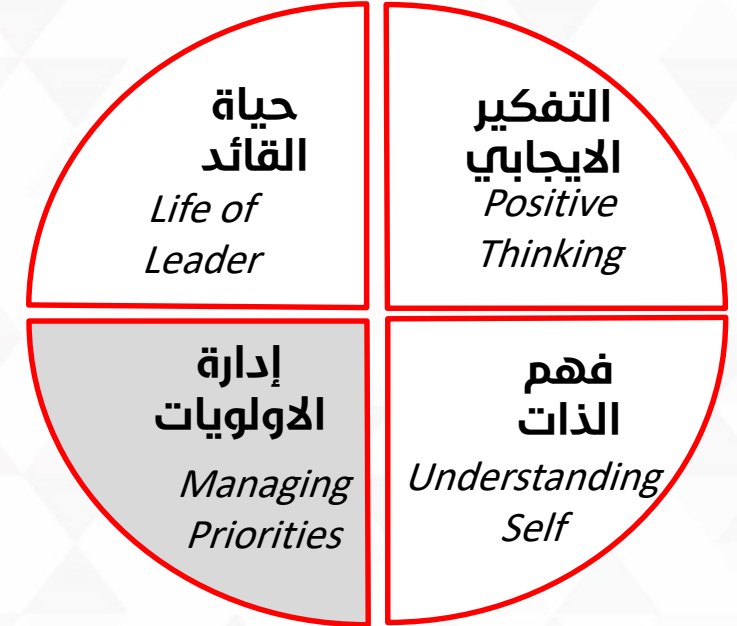 حياة
القائد
Life of
Leader
التفكير
الايجابي
Positive
Thinking
إدارة
الاولويات
Managing
Priorities
فهم
الذات
Understanding
Self